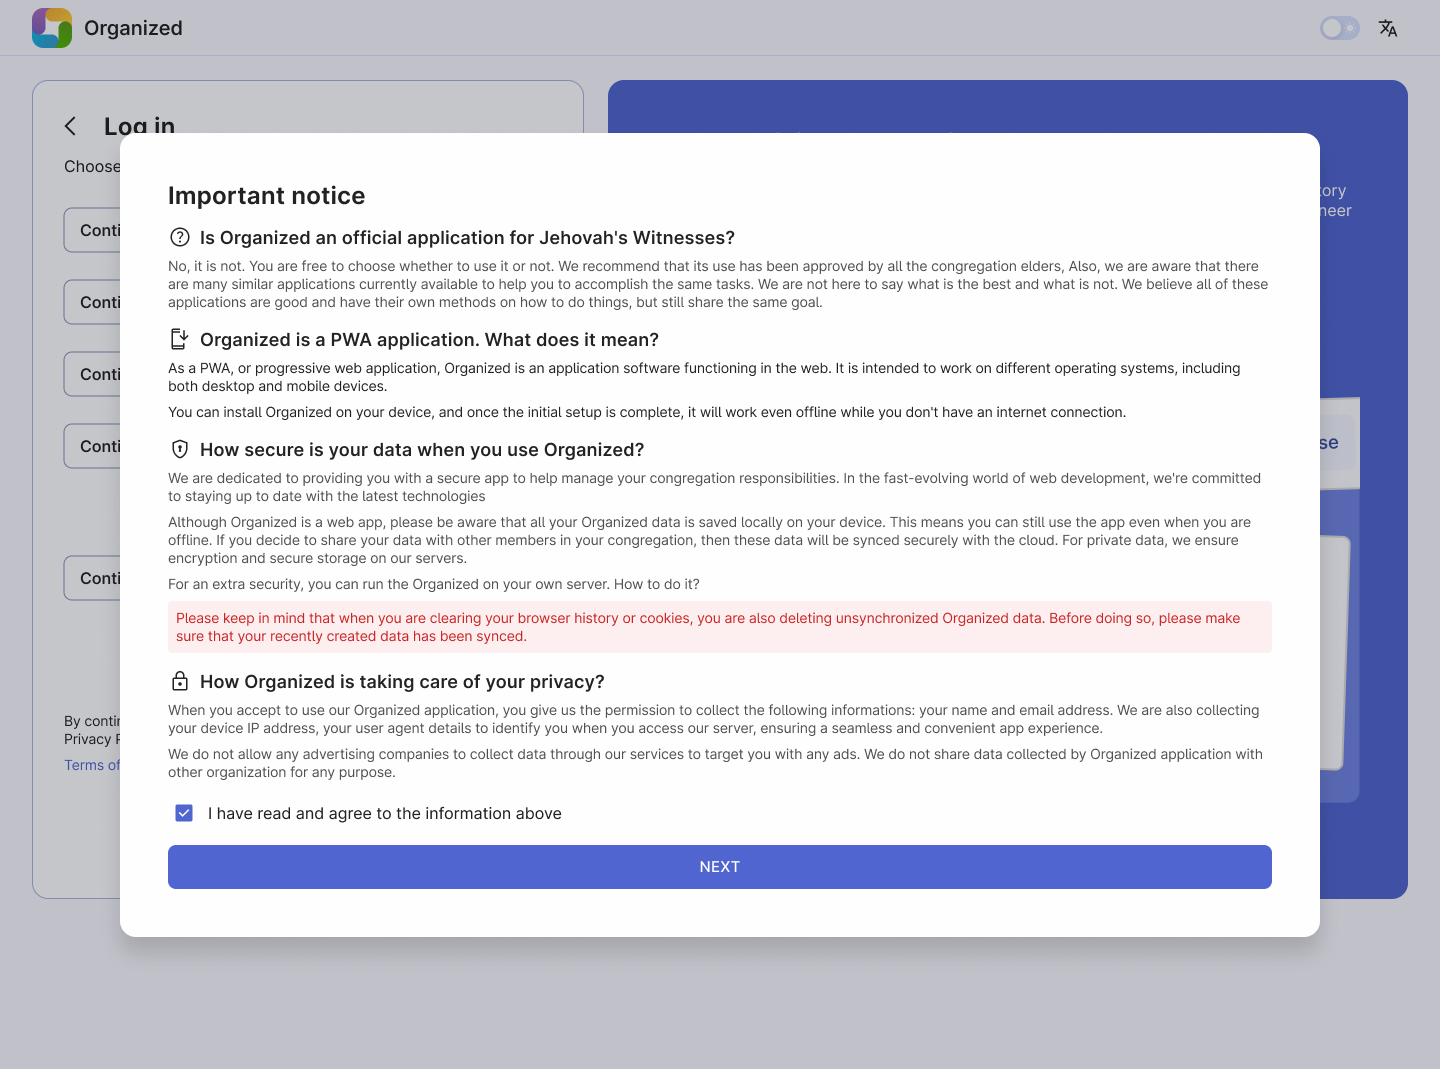 Organized
Log in
Choose
Conti
Conti
Conti
Conti
Conti
By contin
Privacy P
Terms of
tory
neer
se
Important notice
Is Organized an official application for Jehovah's Witnesses?
No, it is not. You are free to choose whether to use it or not. We recommend that its use has been approved by all the congregation elders, Also, we are aware that there
are many similar applications currently available to help you to accomplish the same tasks. We are not here to say what is the best and what is not. We believe all of these
applications are good and have their own methods on how to do things, but still share the same goal.
Organized is a PWA application. What does it mean?
As a PWA, or progressive web application, Organized is an application software functioning in the web. It is intended to work on different operating systems, including
both desktop and mobile devices.
You can install Organized on your device, and once the initial setup is complete, it will work even offline while you don't have an internet connection.
How secure is your data when you use Organized?
We are dedicated to providing you with a secure app to help manage your congregation responsibilities. In the fast-evolving world of web development, we're committed
to staying up to date with the latest technologies
Although Organized is a web app, please be aware that all your Organized data is saved locally on your device. This means you can still use the app even when you are
offline. If you decide to share your data with other members in your congregation, then these data will be synced securely with the cloud. For private data, we ensure
encryption and secure storage on our servers.
For an extra security, you can run the Organized on your own server. How to do it?
Please keep in mind that when you are clearing your browser history or cookies, you are also deleting unsynchronized Organized data. Before doing so, please make
sure that your recently created data has been synced.
How Organized is taking care of your privacy?
When you accept to use our Organized application, you give us the permission to collect the following informations: your name and email address. We are also collecting
your device IP address, your user agent details to identify you when you access our server, ensuring a seamless and convenient app experience.
We do not allow any advertising companies to collect data through our services to target you with any ads. We do not share data collected by Organized application with
other organization for any purpose.
I have read and agree to the information above
NEXT